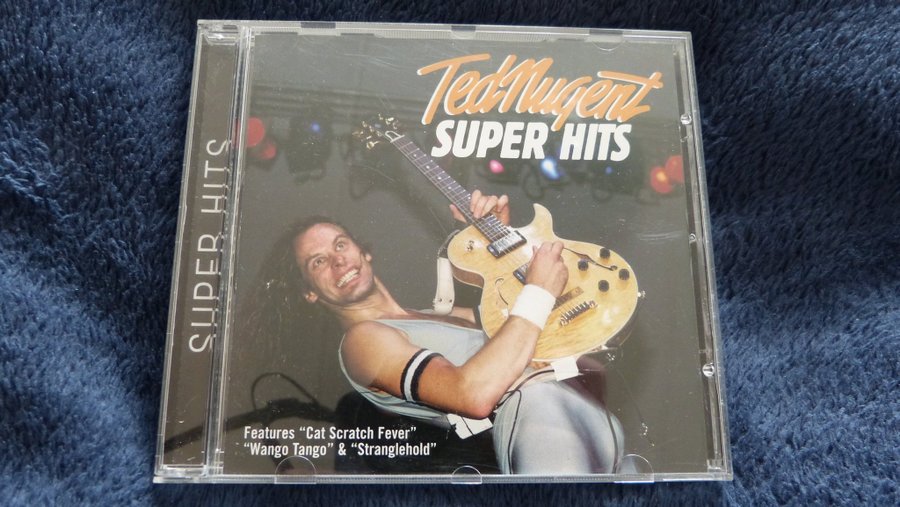 SUPER HITS
Ted Nugent
SUPER HITS
Features "Cat Scratch Fever"
"Wango Tango" & "Stranglehold"